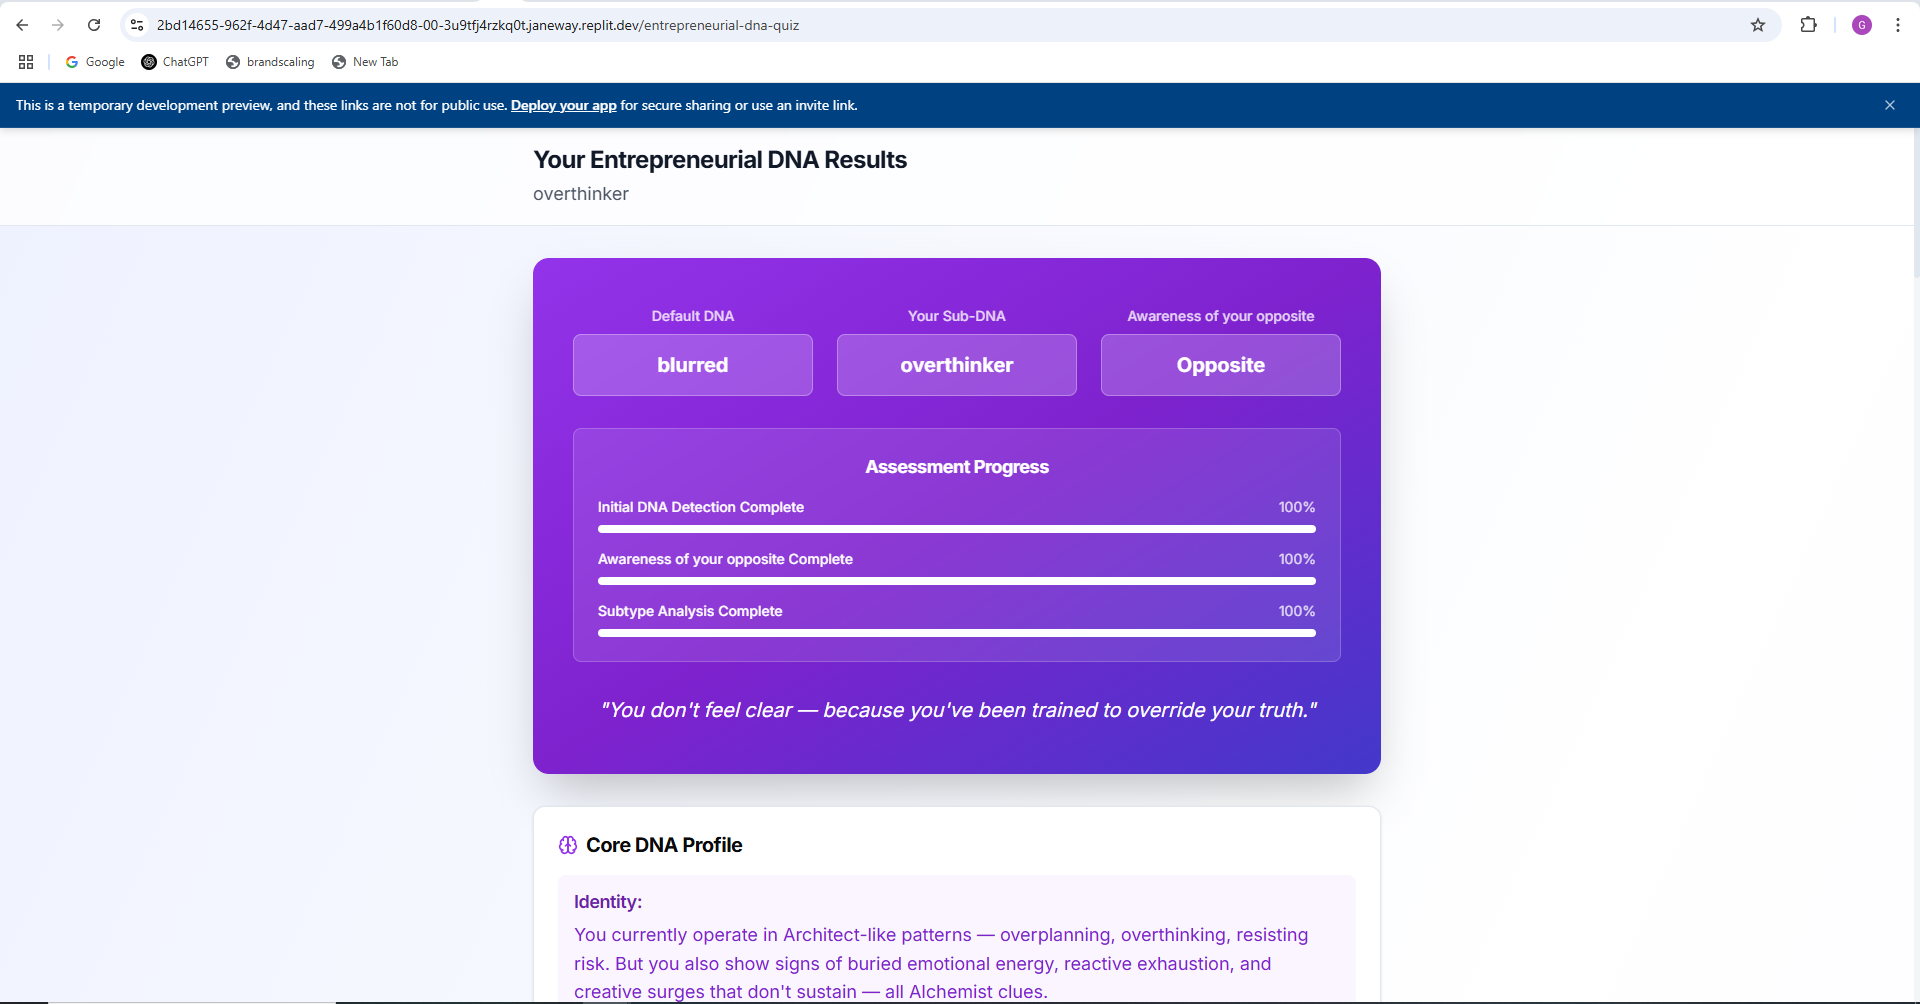 2bd14655-962f-4d47-aad7-499a4b1f60d8-00-3u9tfj4rzkq0t.janeway.replit.dev/entrepreneurial-dna-quiz
G
Google
ChatGPT
brandscaling
New Tab
This is a temporary development preview, and these links are not for public use. Deploy your app for secure sharing or use an invite link.
Your Entrepreneurial DNA Results
overthinker
Default DNA
Your Sub-DNA
Awareness of your opposite
blurred
overthinker
Opposite
Assessment Progress
Initial DNA Detection Complete 100%
Awareness of your opposite Complete 100%
Subtype Analysis Complete 100%
"You don't feel clear — because you've been trained to override your truth."
Core DNA Profile
Identity:
You currently operate in Architect-like patterns — overplanning, overthinking, resisting
risk. But you also show signs of buried emotional energy, reactive exhaustion, and
creative surges that don't sustain — all Alchemist clues.